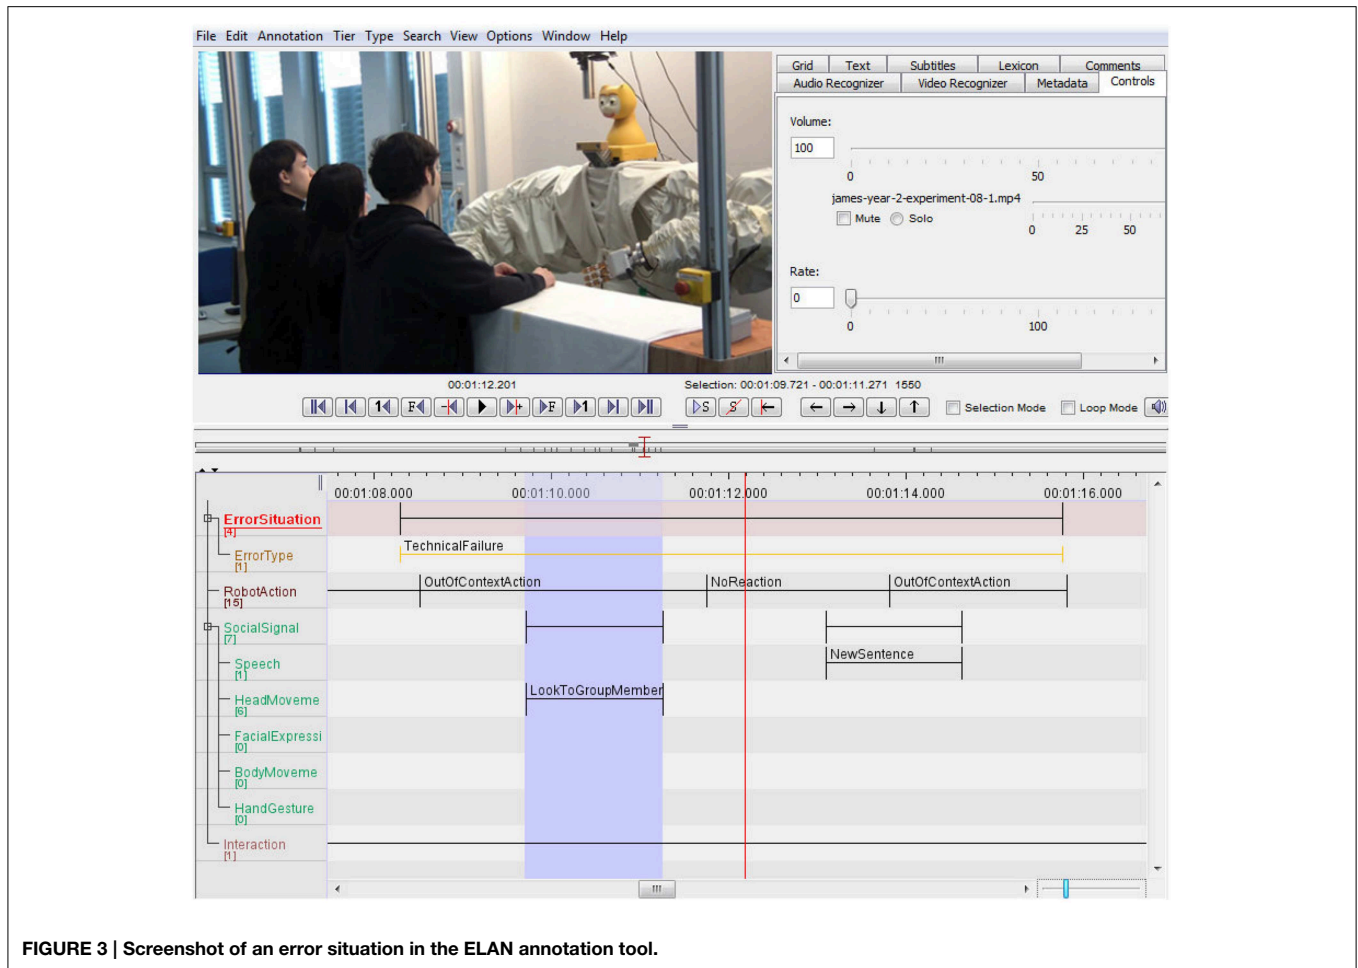 File Edit Annotation Tier Type Search View Options Window Help
Grid Text Subtitles Lexicon Comments
Audio Recognizer Video Recognizer Metadata Controls
Volume:
100
0 50
james-year-2-experiment-08-1.mp4
Mute Solo
0 25 50
Rate:
0
0 100
00:01:12.201 Selection: 00:01:09.721 - 00:01:11.271 1550
1 F F 1 S S Selection Mode Loop Mode
00:01:08.000 00:01:10.000 00:01:12.000 00:01:14.000 00:01:16.000
ErrorSituation
[4]
TechnicalFailure
ErrorType
[1]
OutOfContextAction NoReaction OutOfContextAction
RobotAction
[15]
SocialSignal
[7]
NewSentence
Speech
[1]
LookToGroupMember
HeadMoveme
[6]
FacialExpressi
[0]
BodyMoveme
[0]
HandGesture
[0]
Interaction
[1]
FIGURE 3 | Screenshot of an error situation in the ELAN annotation tool.